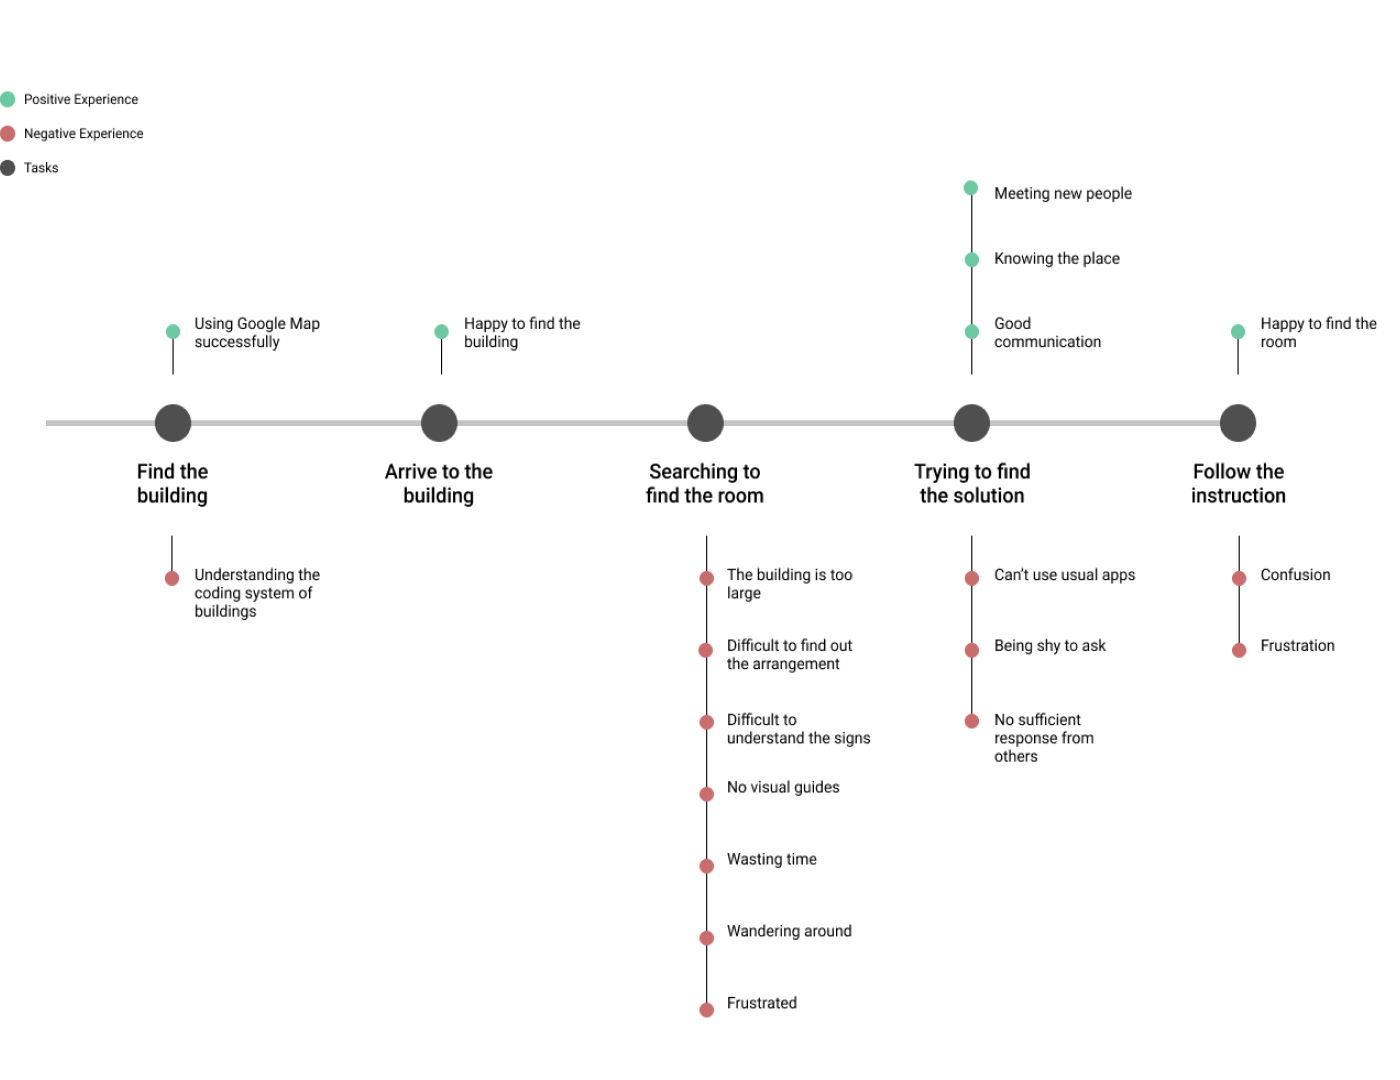 Positive Experience
Negative Experience
Tasks
Meeting new people
Knowing the place
Using Google Map
successfully
Happy to find the
building
Good
communication
Happy to find the
room
Find the
building
Arrive to the
building
Searching to
find the room
Trying to find
the solution
Follow the
instruction
Understanding the
coding system of
buildings
The building is too
large
Difficult to find out
the arrangement
Difficult to
understand the signs
No visual guides
Wasting time
Wandering around
Frustrated
Can't use usual apps
Being shy to ask
No sufficient
response from
others
Confusion
Frustration